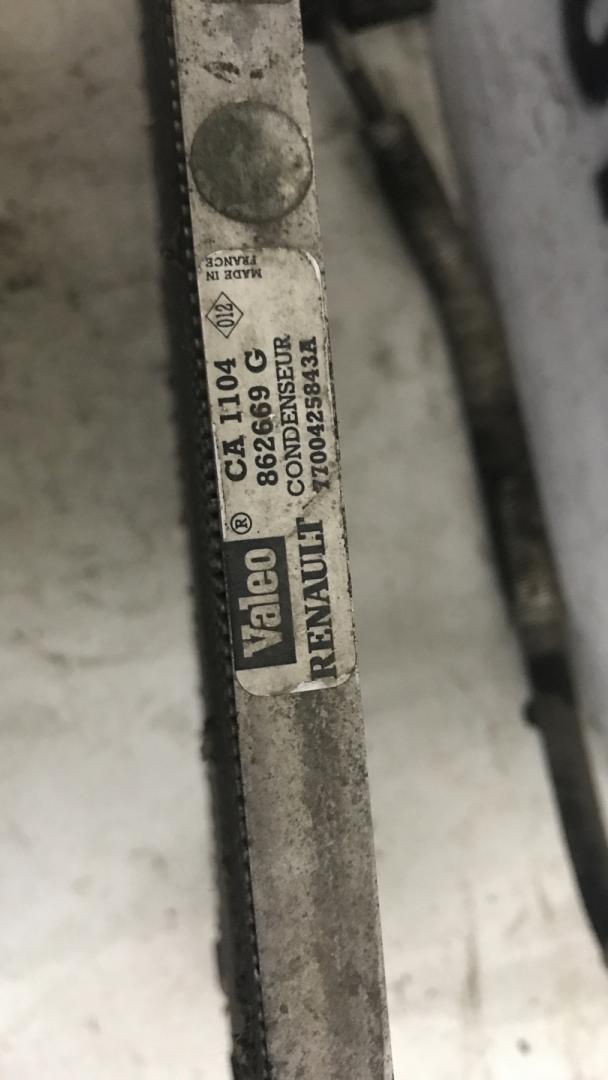 Valeo ®
RENAULT
CA 1104
862669 G
CONDENSEUR
7700425843A
012
MADE IN
FRANCE